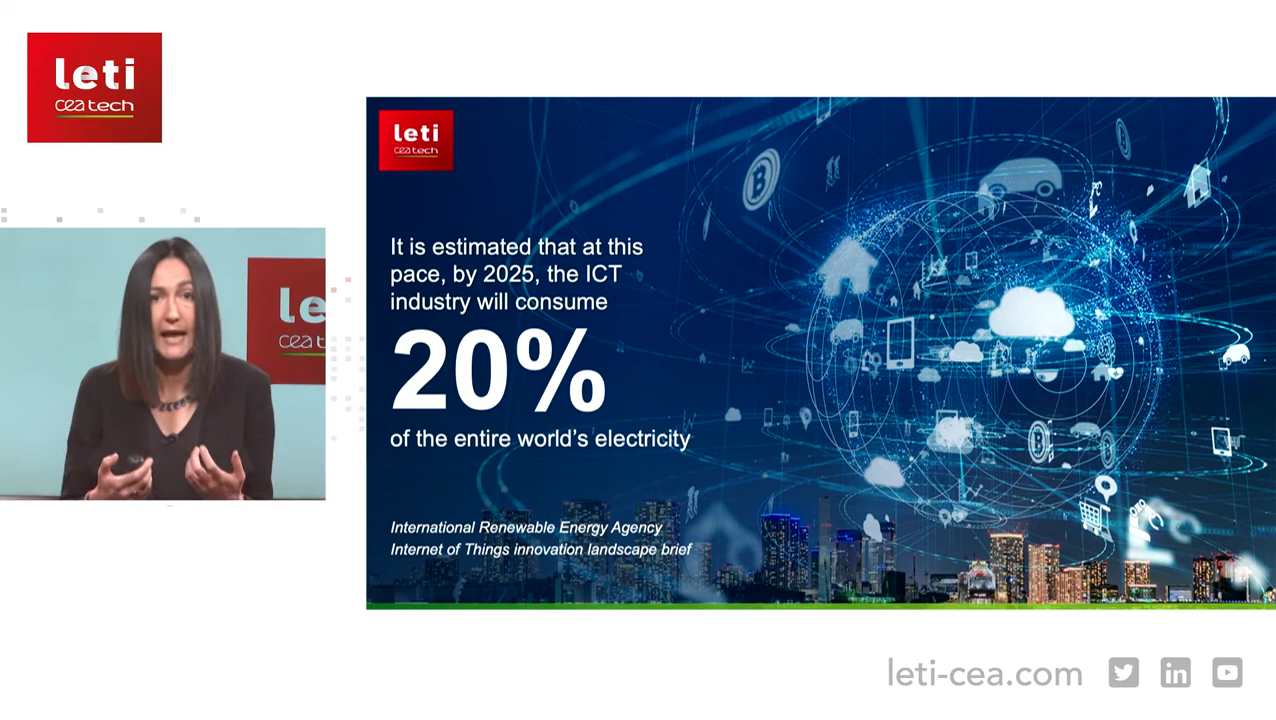 leti
cea tech
le
cea t
leti
cea tech
It is estimated that at this
pace, by 2025, the ICT
industry will consume
20%
of the entire world's electricity
International Renewable Energy Agency
Internet of Things innovation landscape brief
leti-cea.com